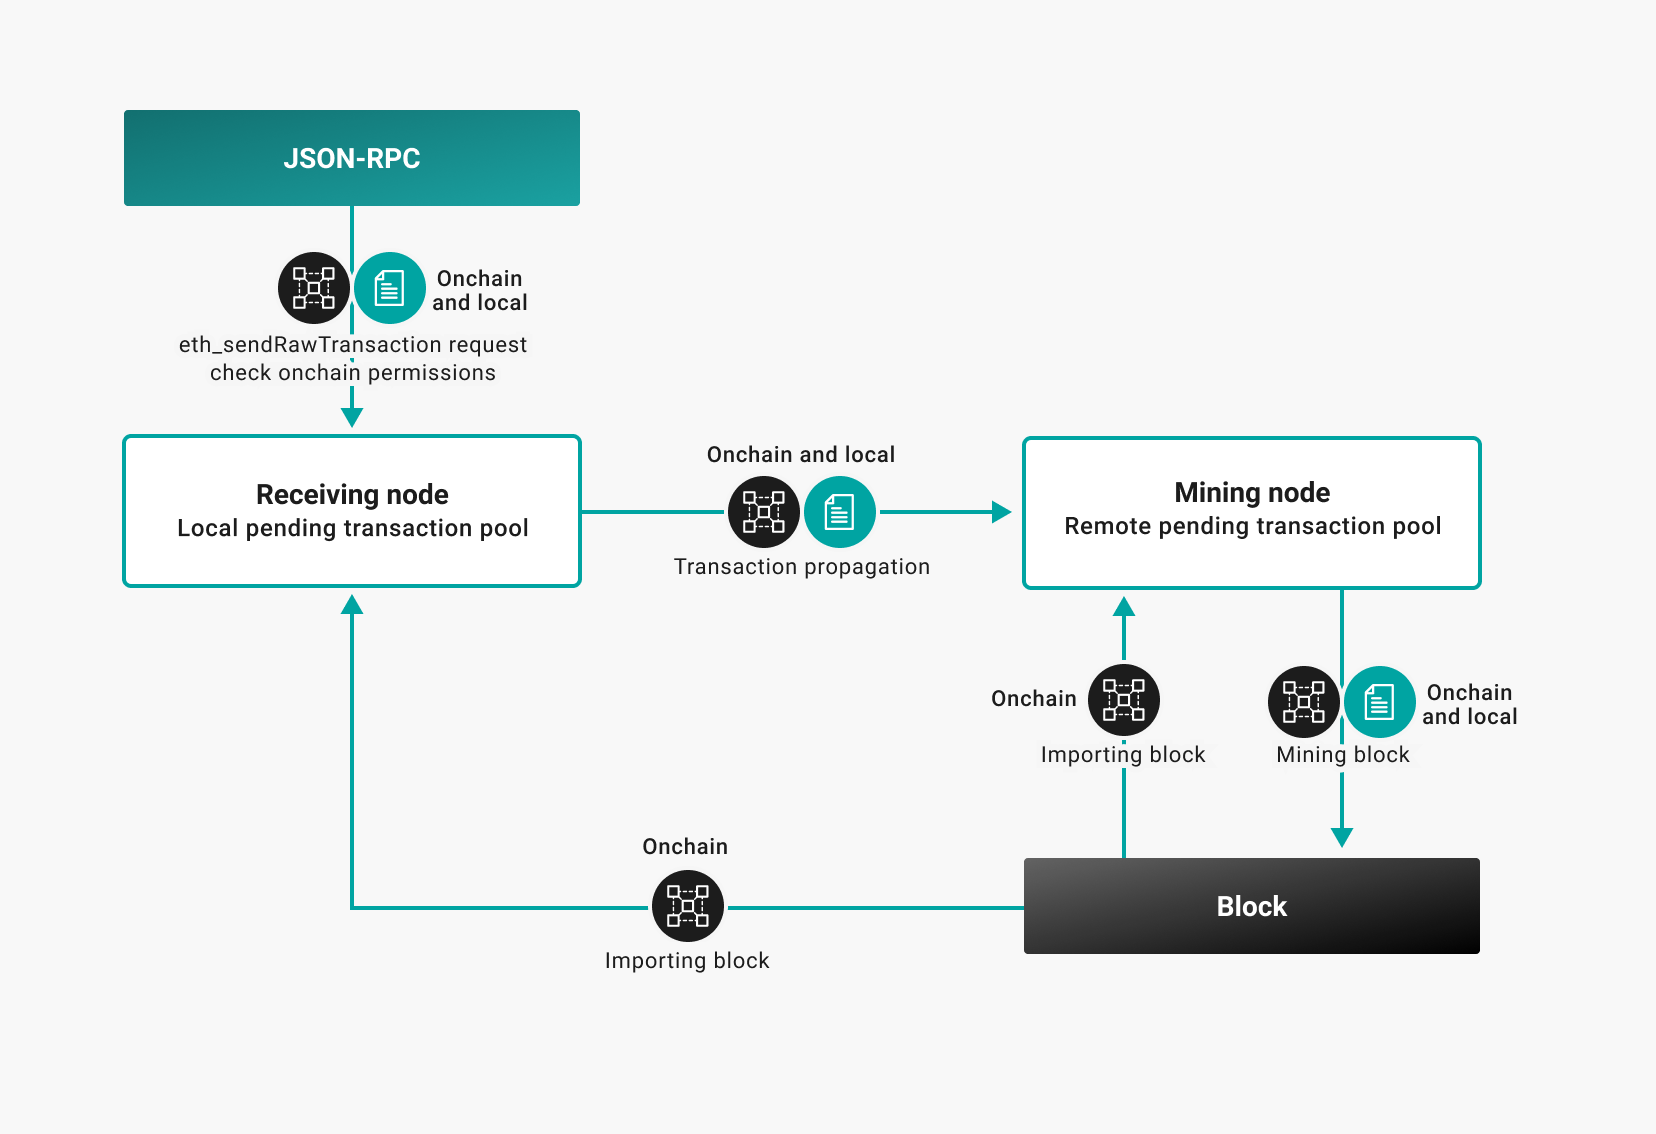 JSON-RPC
Onchain
and local
eth_sendRawTransaction request
check onchain permissions
Receiving node
Local pending transaction pool
Onchain and local
Transaction propagation
Mining node
Remote pending transaction pool
Onchain
Importing block
Onchain
and local
Mining block
Onchain
Importing block
Block